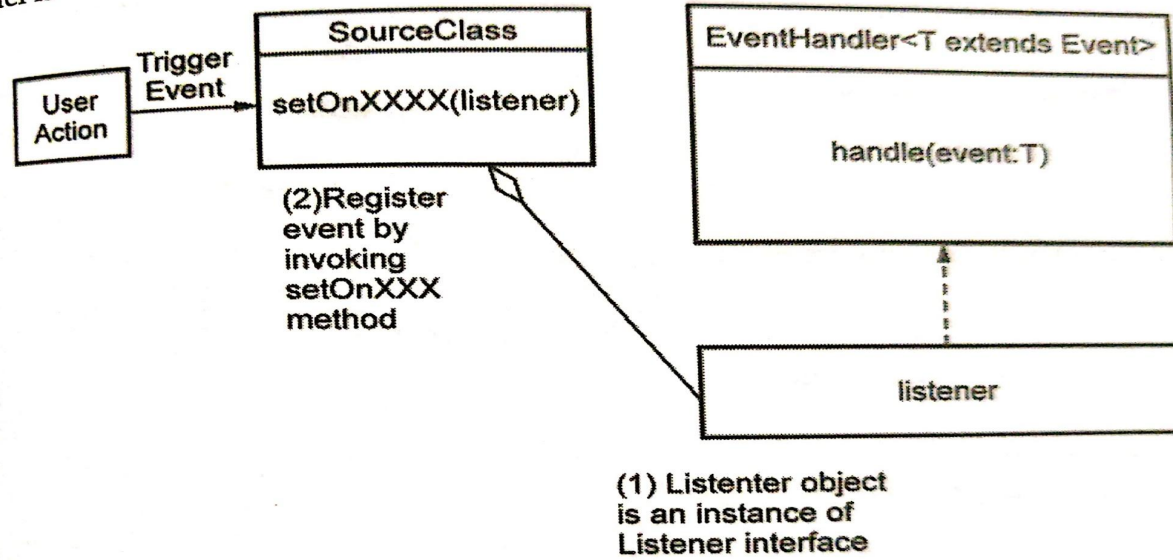 SourceClass
setOnXXXX(listener)
Trigger
Event
User
Action
(2)Register
event by
invoking
setOnXXX
method
EventHandler<T extends Event>
handle(event:T)
listener
(1) Listenter object
is an instance of
Listener interface